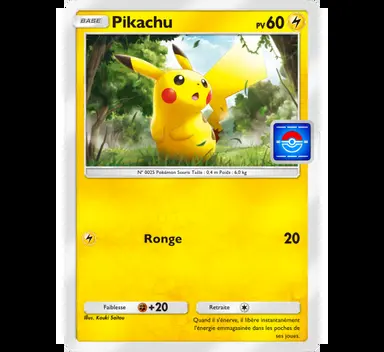 BASE Pikachu PV60
N° 0025 Pokémon Souris Taille : 0,4 m Poids : 6,0 kg
Ronge 20
Faiblesse +20 Retraite
Illus. Kouki Saitou
Quand il s'énerve, il libère instantanément
l'énergie emmagasinée dans les poches de
ses joues.